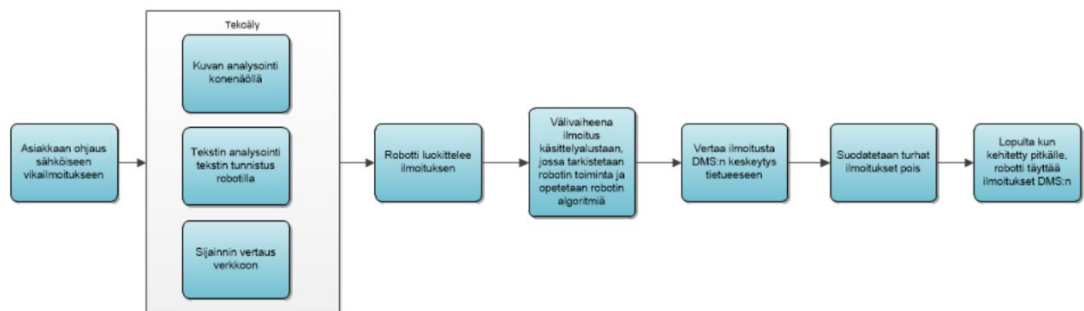 Tekoäly
Asiakkaan ohjaus
sähköiseen
vikailmoitukseen
Kuvan analysointi
konenäöllä
Tekstin analysointi
tekstin tunnistus
robotilla
Sijainnin vertaus
verkkoon
Robotti luokittelee
ilmoituksen
Välivaiheena
ilmoitus
käsittelyalustaan,
jossa tarkistetaan
robotin toiminta ja
opetetaan robotin
algoritmiä
Vertaa ilmoitusta
DMS:n keskeytys
tietueeseen
Suodatetaan turhat
ilmoitukset pois
Lopulta kun
kehitetty pitkälle,
robotti täyttää
ilmoitukset DMS:n